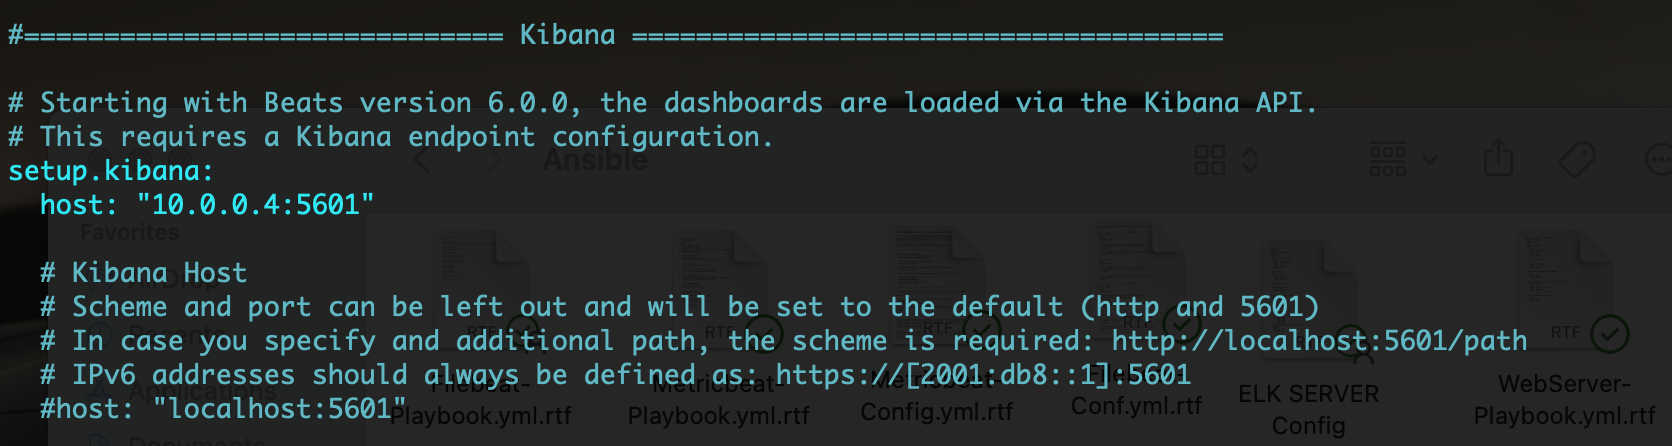 #============================== Kibana =====================================
# Starting with Beats version 6.0.0, the dashboards are loaded via the Kibana API.
# This requires a Kibana endpoint configuration.
setup.kibana:
  host: "10.0.0.4:5601"
  # Kibana Host
  # Scheme and port can be left out and will be set to the default (http and 5601)
  # In case you specify and additional path, the scheme is required: http://localhost:5601/path
  # IPv6 addresses should always be defined as: https://[2001:db8::1]:5601
  #host: "localhost:5601"
Ansible
Favorites
AirDrop
Recents
Applications
Documents
RTF
RTF
RTF
RTF
RTF
Filebeat-
Playbook.yml.rtf
Metricbeat-
Playbook.yml.rtf
Metricbeat-
Config.yml.rtf
Conf.yml.rtf
ELK SERVER
Config
WebServer-
Playbook.yml.rtf